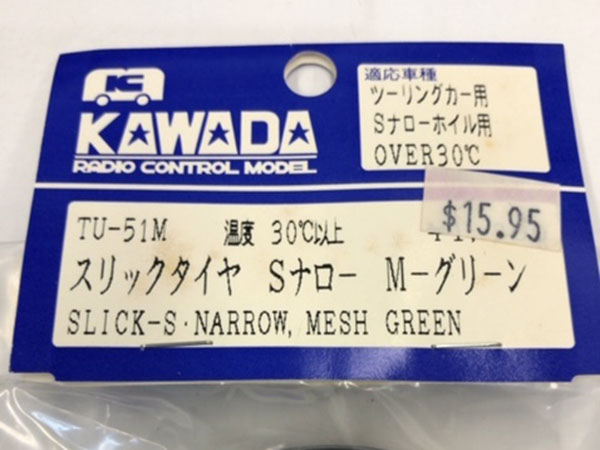 KAWADA
RADIO CONTROL MODEL
適応車種
ツーリングカー用
Sナローホイル用
OVER30℃
TU-51M 温度 30℃以上
$15.95
スリックタイヤ Sナロー M-グリーン
SLICK-S·NARROW, MESH GREEN